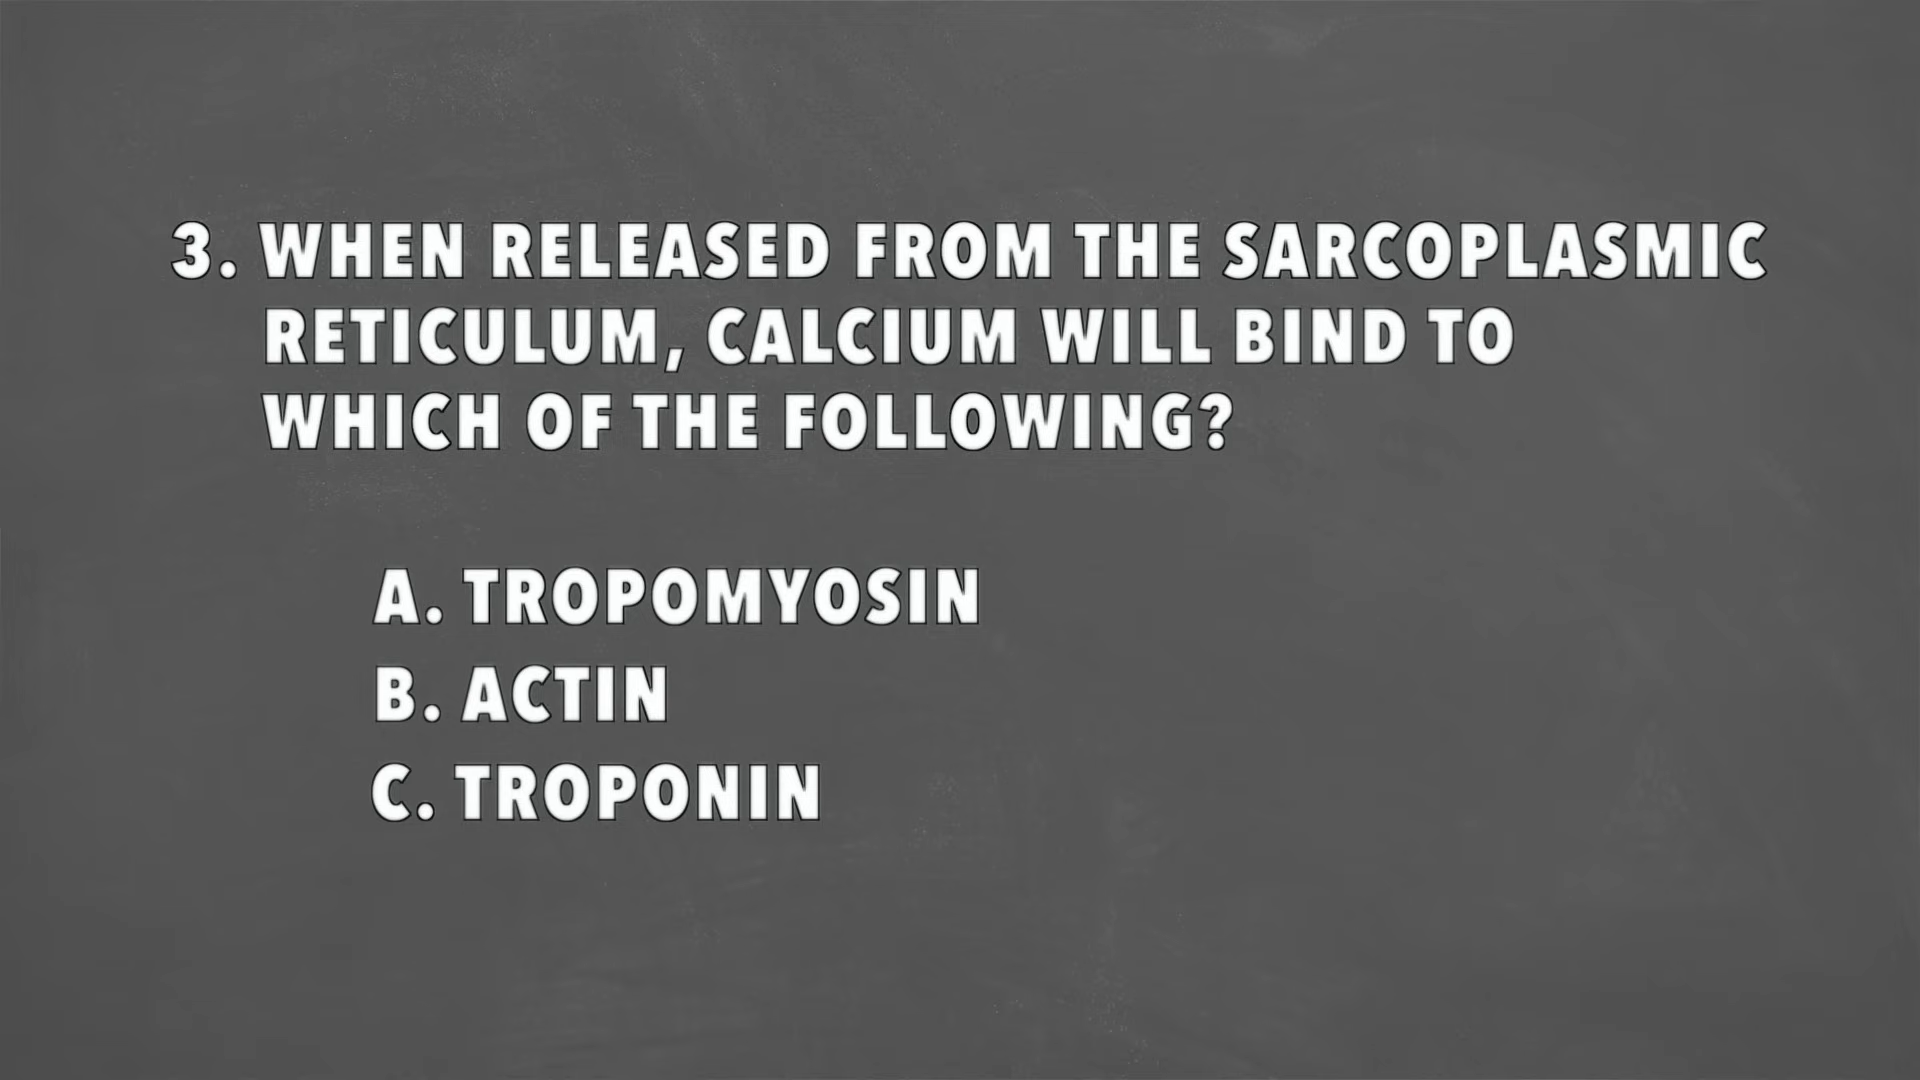 3. WHEN RELEASED FROM THE SARCOPLASMIC
RETICULUM, CALCIUM WILL BIND TO
WHICH OF THE FOLLOWING?
A. TROPOMYOSIN
B. ACTIN
C. TROPONIN